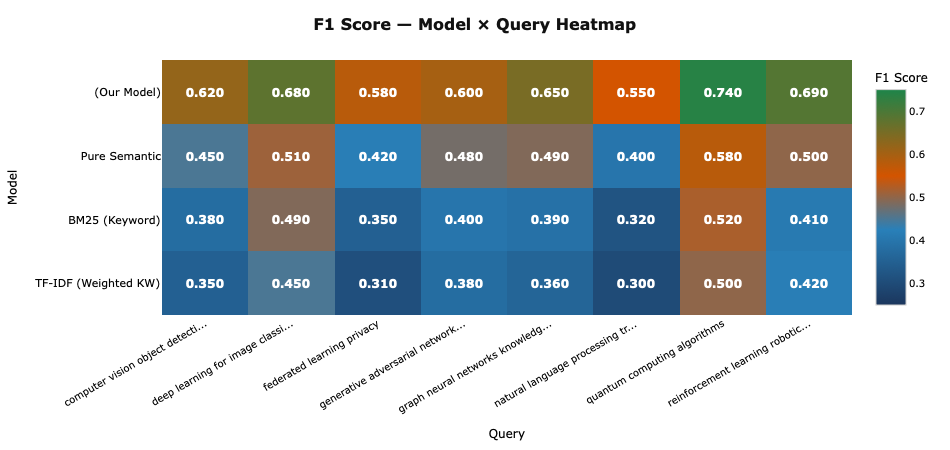 F1 Score — Model × Query Heatmap
F1 Score
(Our Model) 0.620 0.680 0.580 0.600 0.650 0.550 0.740 0.690
Pure Semantic 0.450 0.510 0.420 0.480 0.490 0.400 0.580 0.500
BM25 (Keyword) 0.380 0.490 0.350 0.400 0.390 0.320 0.520 0.410
TF-IDF (Weighted KW) 0.350 0.450 0.310 0.380 0.360 0.300 0.500 0.420
0.7
0.6
0.5
0.4
0.3
Model
computer vision object detecti...
deep learning for image classi...
federated learning privacy
generative adversarial network...
graph neural networks knowledg...
natural language processing tr...
quantum computing algorithms
reinforcement learning robotic...
Query